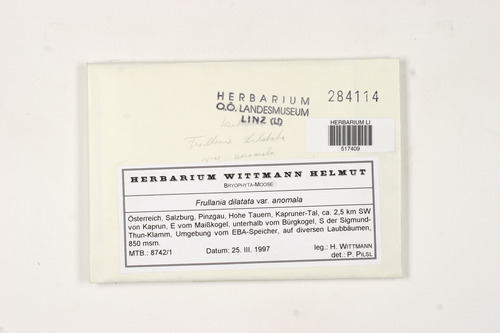 HERBARIUM
O.Ö. LANDESMUSEUM
LINZ (LI)
284114
HERBARIUM LI
517409
Frullania dilatata
var. anomala
HERBARIUM WITTMANN HELMUT
BRYOPHYTA-MOOSE
Frullania dilatata var. anomala
Österreich, Salzburg, Pinzgau, Hohe Tauern, Kapruner-Tal, ca. 2,5 km SW
von Kaprun, E vom Maißkogel, unterhalb vom Bürgkogel, S der Sigmund-
Thun-Klamm, Umgebung vom EBA-Speicher, auf diversen Laubbäumen,
850 msm.
MTB.: 8742/1 Datum: 25. III. 1997 leg.: H. WITTMANN
det.: P. PILSL